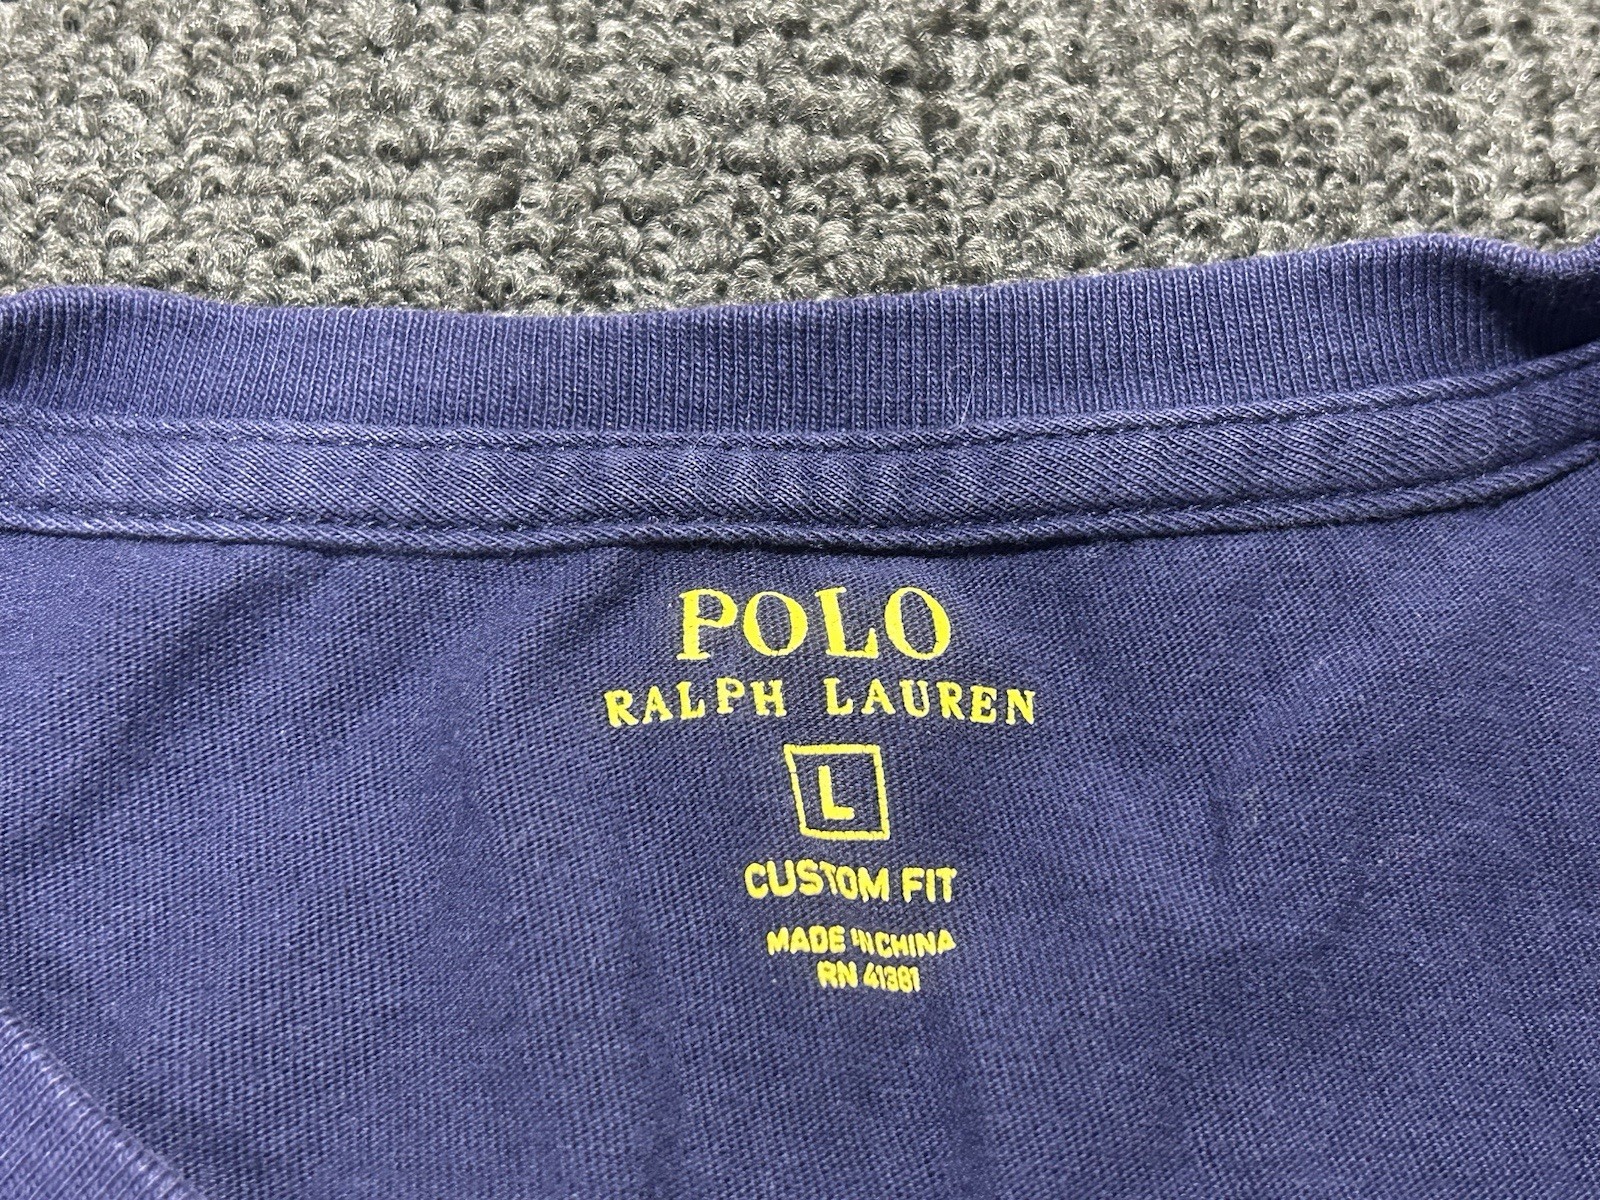 POLO
RALPH LAUREN
L
CUSTOM FIT
MADE IN CHINA
RN 41381